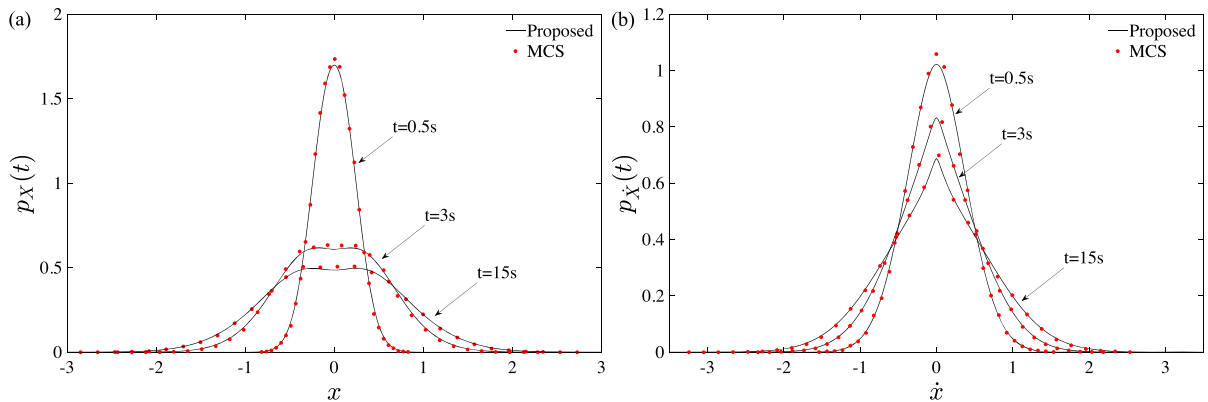 (a)
2
1.5
1
0.5
0
-3
-2
-1
0
1
2
3
x
p_X(t)
Proposed
MCS
t=0.5s
t=3s
t=15s
(b)
1.2
1
0.8
0.6
0.4
0.2
0
-3
-2
-1
0
1
2
3
ẋ
p_Ẋ(t)
Proposed
MCS
t=0.5s
t=3s
t=15s